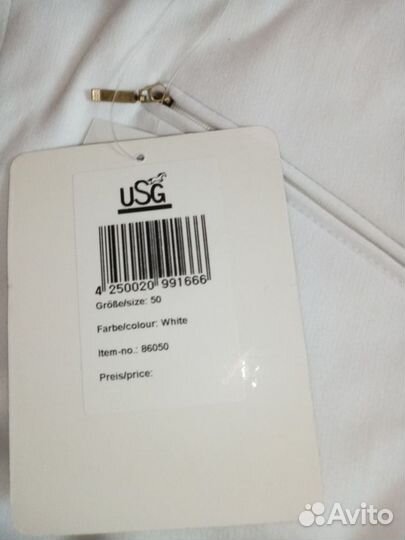 USG
4 250020 991666
Größe/size: 50
Farbe/colour: White
Item-no.: 86050
Preis/price:
Avito